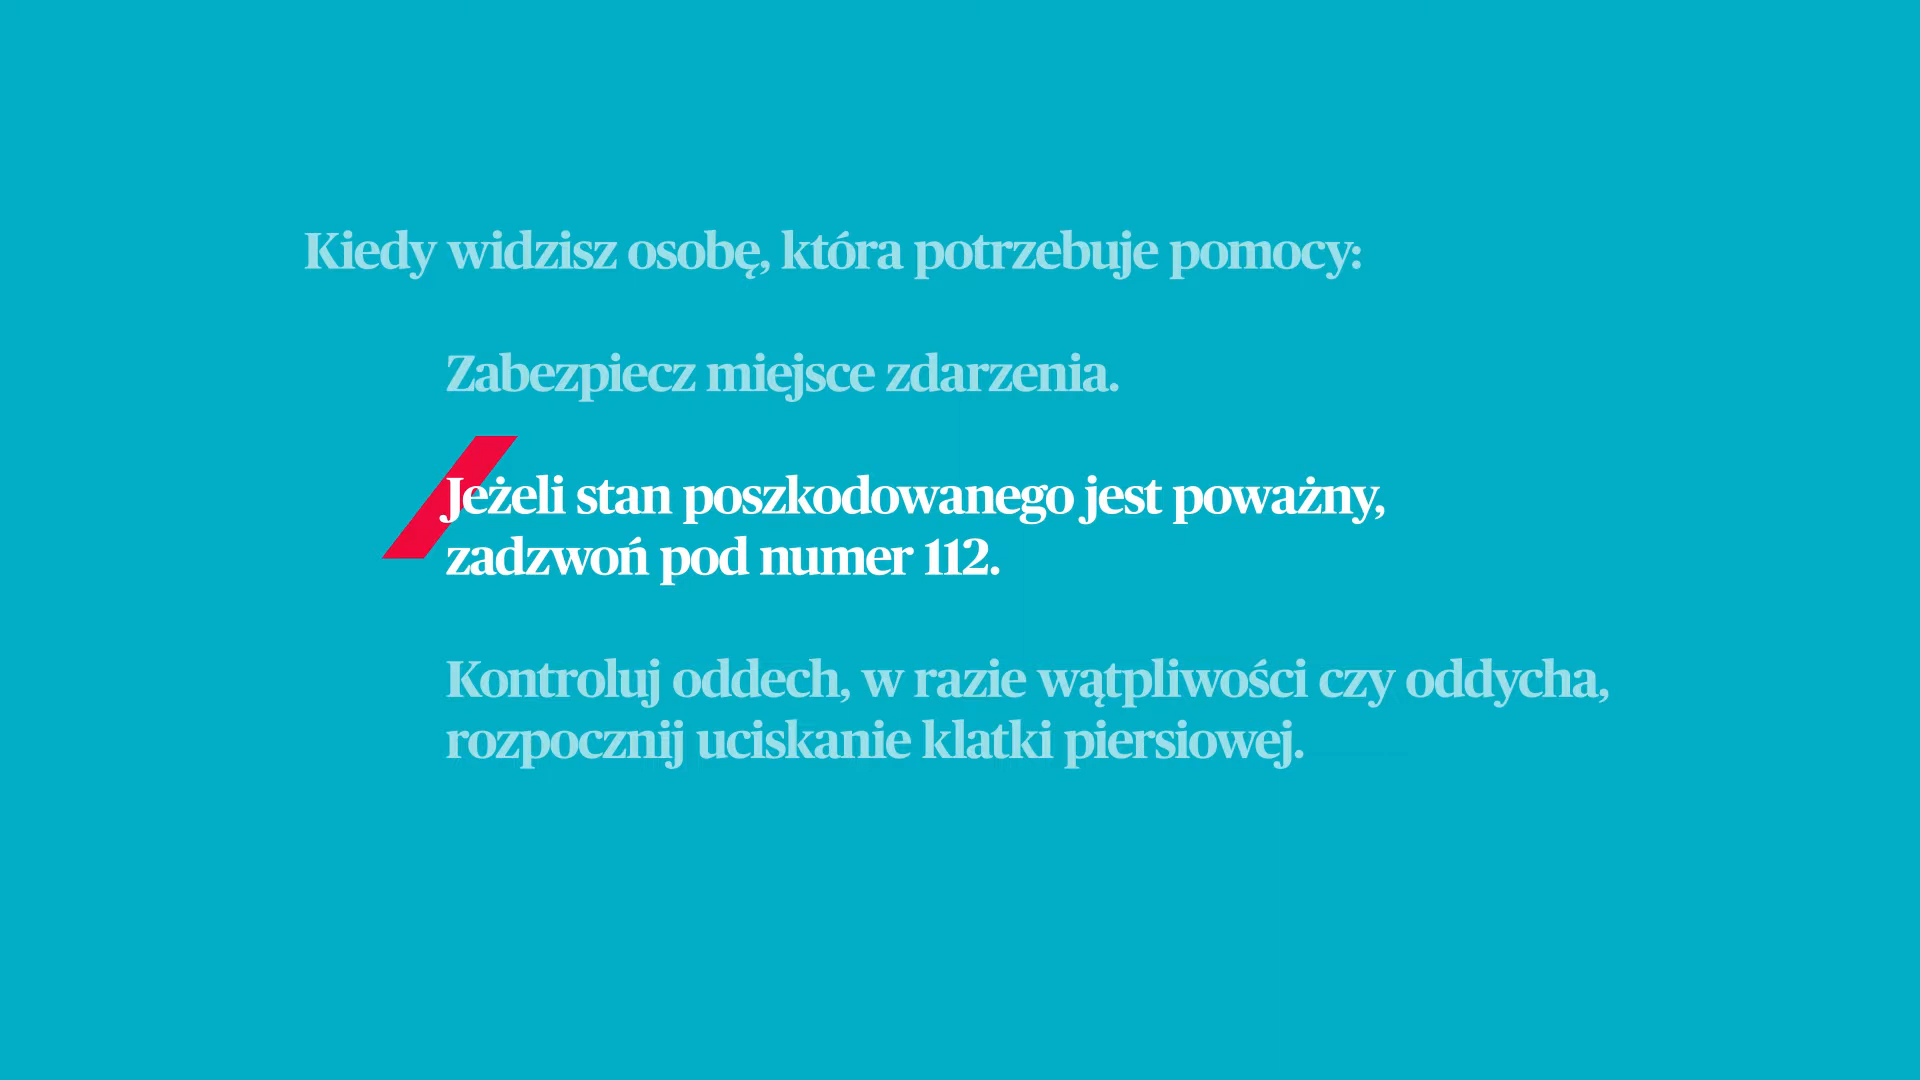 Kiedy widzisz osobę, która potrzebuje pomocy:
Zabezpiecz miejsce zdarzenia.
Jeżeli stan poszkodowanego jest poważny,
zadzwoń pod numer 112.
Kontroluj oddech, w razie wątpliwości czy oddycha,
rozpocznij uciskanie klatki piersiowej.